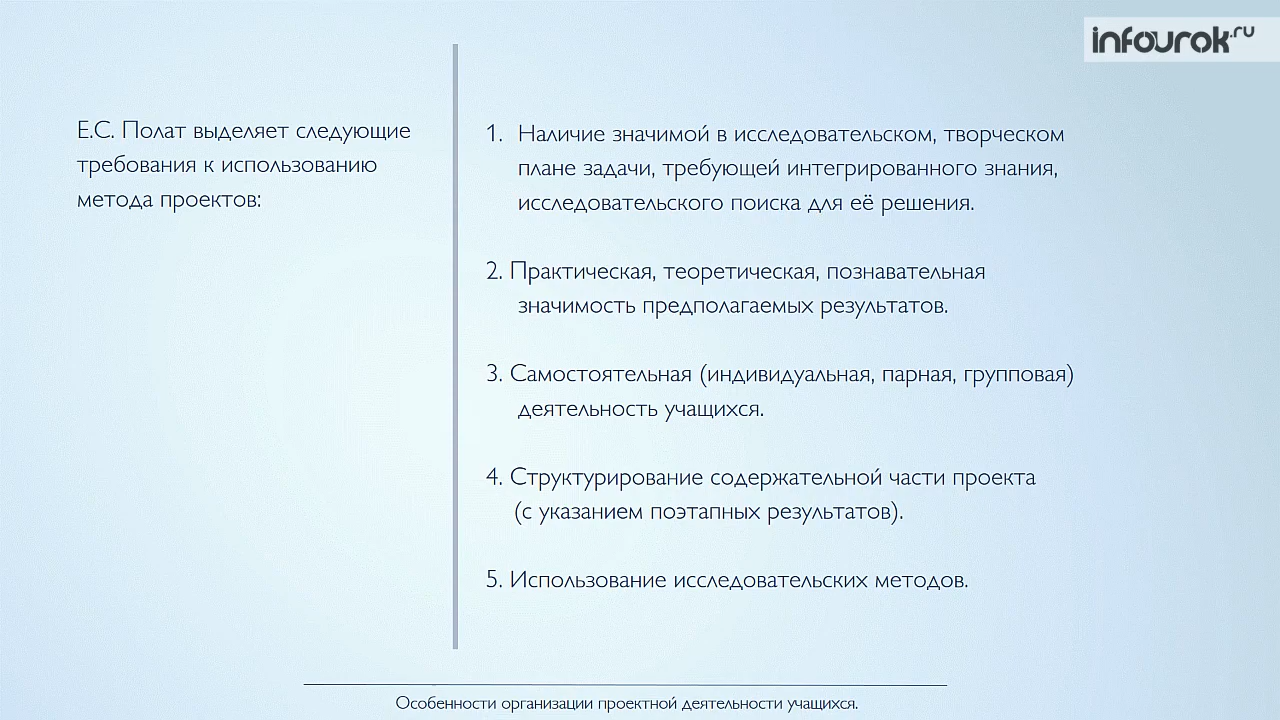 infourok.ru
Е.С. Полат выделяет следующие
требования к использованию
метода проектов:
1. Наличие значимой в исследовательском, творческом
плане задачи, требующей интегрированного знания,
исследовательского поиска для её решения.
2. Практическая, теоретическая, познавательная
значимость предполагаемых результатов.
3. Самостоятельная (индивидуальная, парная, групповая)
деятельность учащихся.
4. Структурирование содержательной части проекта
(с указанием поэтапных результатов).
5. Использование исследовательских методов.
Особенности организации проектной деятельности учащихся.